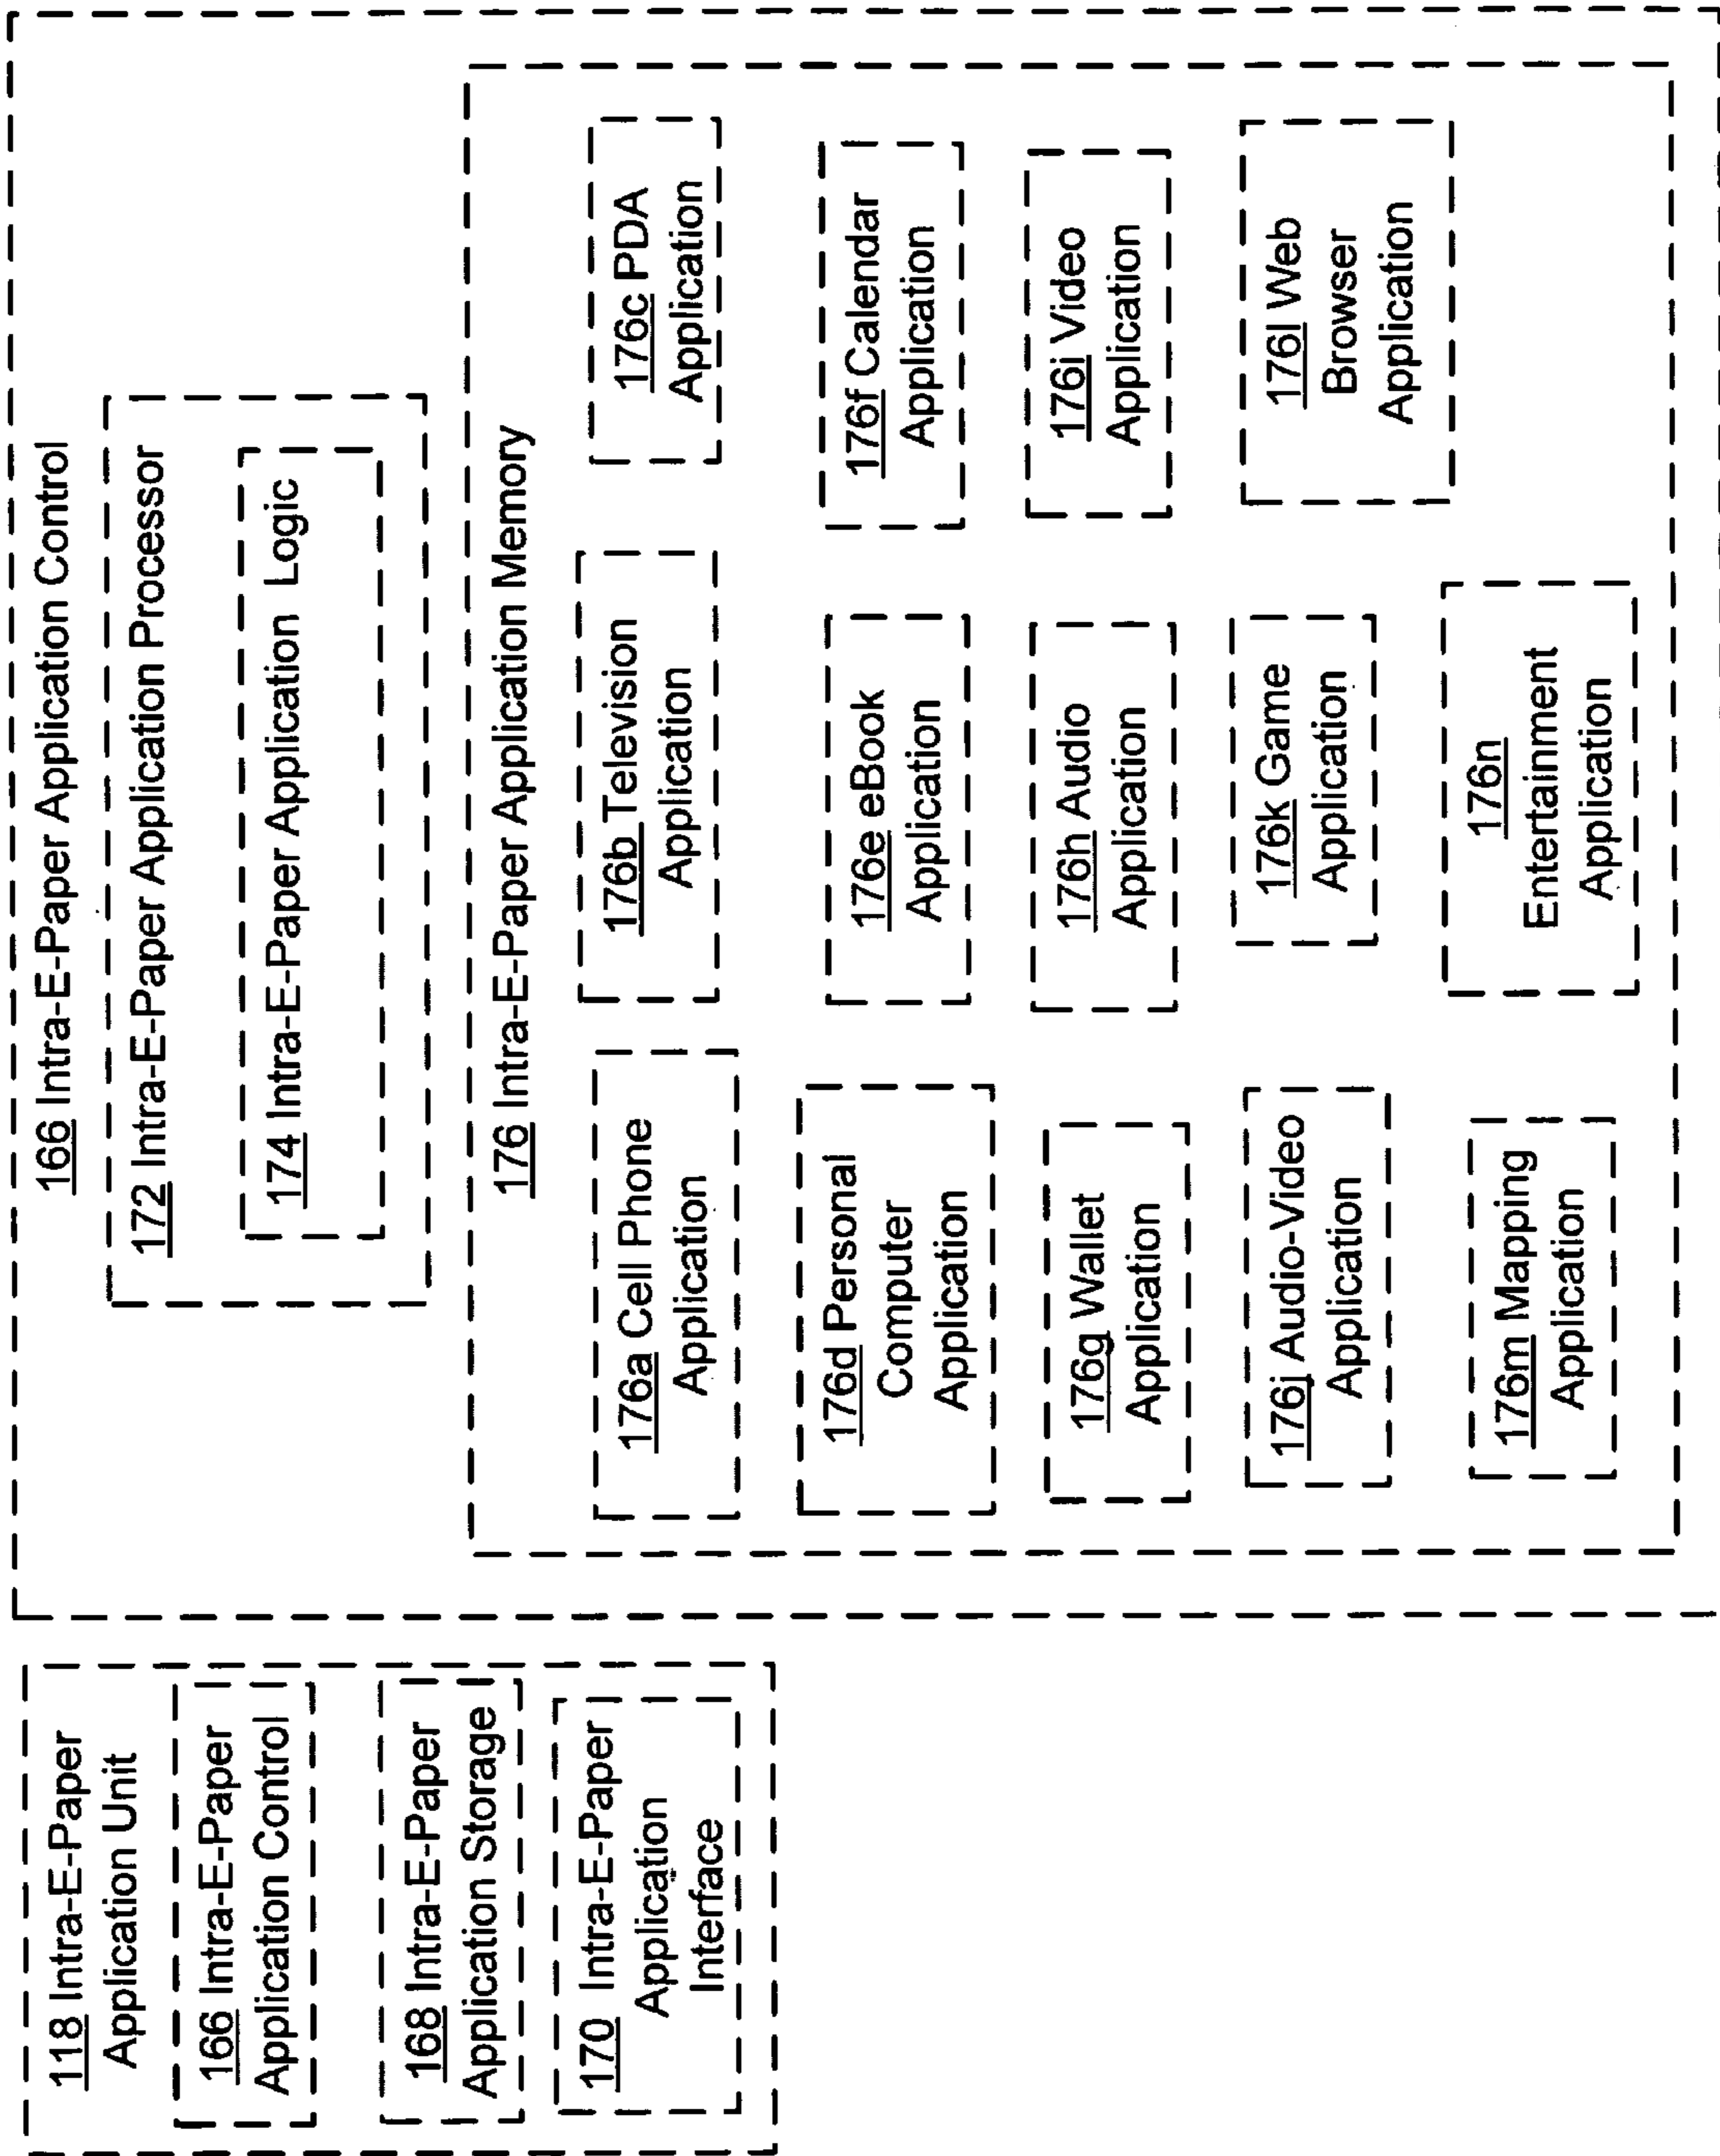 118 Intra-E-Paper
Application Unit
166 Intra-E-Paper
Application Control
168 Intra-E-Paper
Application Storage
170 Intra-E-Paper
Application
Interface
166 Intra-E-Paper Application Control
172 Intra-E-Paper Application Processor
174 Intra-E-Paper Application Logic
176 Intra-E-Paper Application Memory
176a Cell Phone
Application
176b Television
Application
176c PDA
Application
176d Personal
Computer
Application
176e eBook
Application
176f Calendar
Application
176g Wallet
Application
176h Audio
Application
176i Video
Application
176j Audio-Video
Application
176k Game
Application
176l Web
Browser
Application
176m Mapping
Application
176n
Entertainment
Application